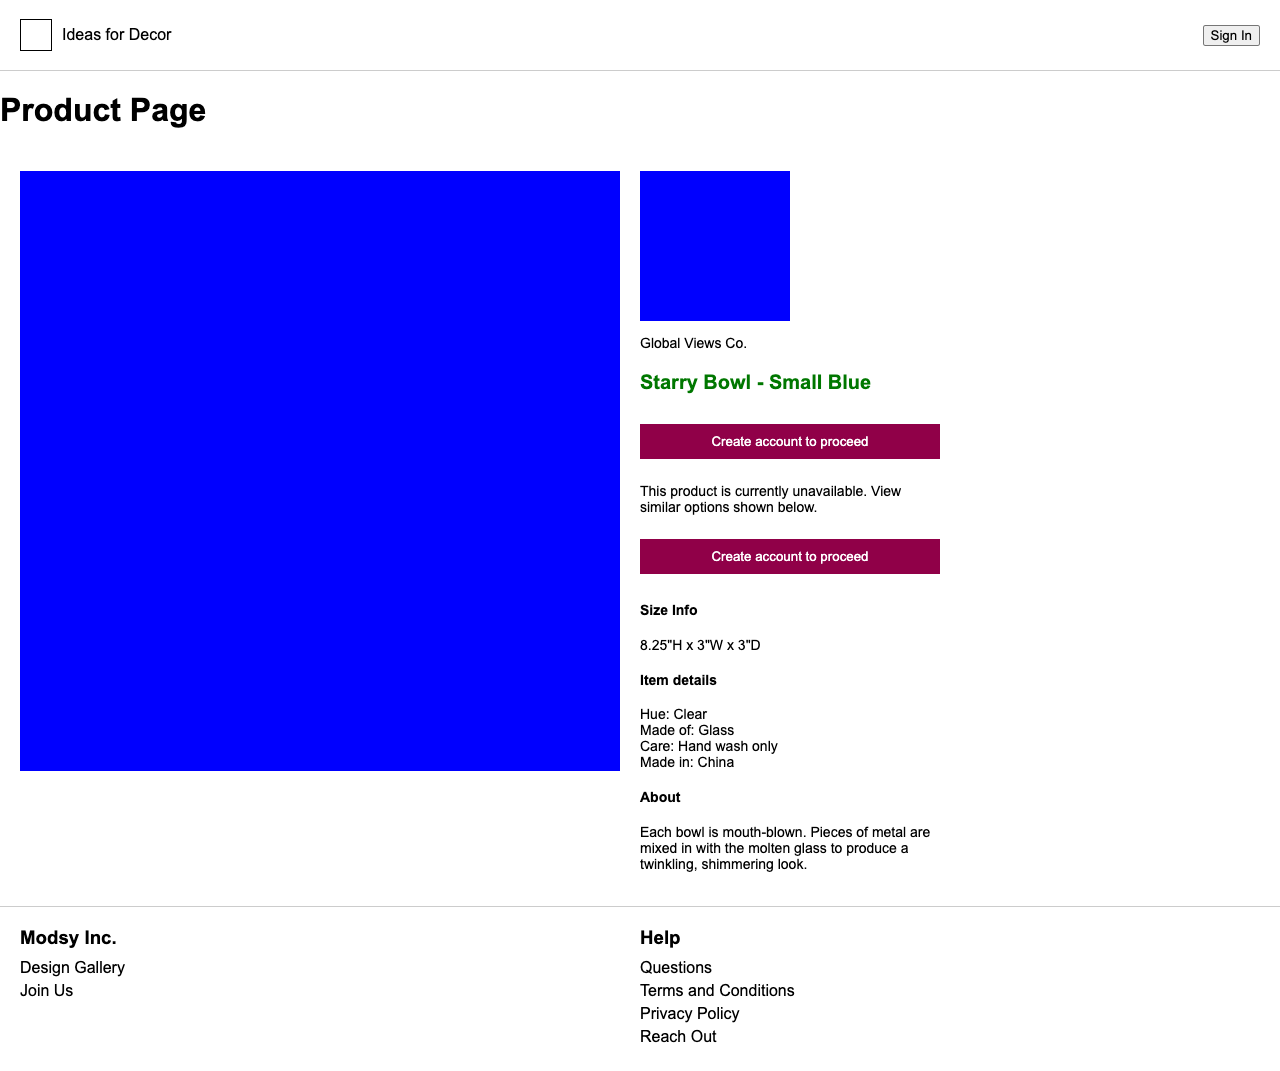 Ideas for Decor
Sign In
Product Page
Global Views Co.
Starry Bowl - Small Blue
Create account to proceed
This product is currently unavailable. View
similar options shown below.
Create account to proceed
Size Info
8.25"H x 3"W x 3"D
Item details
Hue: Clear
Made of: Glass
Care: Hand wash only
Made in: China
About
Each bowl is mouth-blown. Pieces of metal are
mixed in with the molten glass to produce a
twinkling, shimmering look.
Modsy Inc.
Design Gallery
Join Us
Help
Questions
Terms and Conditions
Privacy Policy
Reach Out